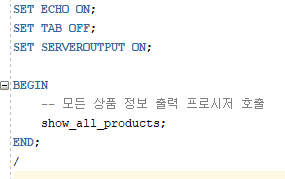 SET ECHO ON;
SET TAB OFF;
SET SERVEROUTPUT ON;
BEGIN
-- 모든 상품 정보 출력 프로시저 호출
show_all_products;
END;
/